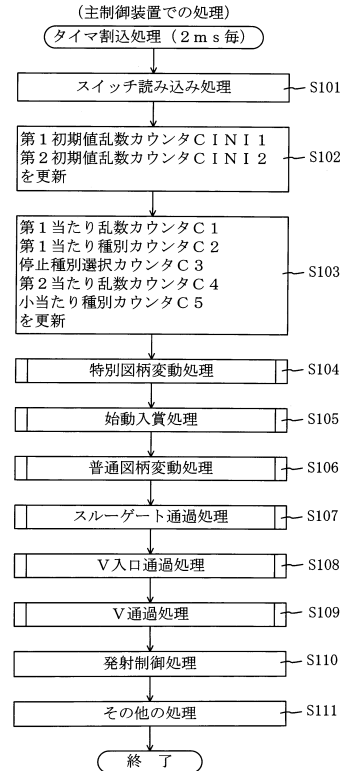 （主制御装置での処理）
タイマ割込処理（２ｍｓ毎）
スイッチ読み込み処理
S101
第１初期値乱数カウンタＣＩＮＩ１
第２初期値乱数カウンタＣＩＮＩ２
を更新
S102
第１当たり乱数カウンタＣ１
第１当たり種別カウンタＣ２
停止種別選択カウンタＣ３
第２当たり乱数カウンタＣ４
小当たり種別カウンタＣ５
を更新
S103
特別図柄変動処理
S104
始動入賞処理
S105
普通図柄変動処理
S106
スルーゲート通過処理
S107
Ｖ入口通過処理
S108
Ｖ通過処理
S109
発射制御処理
S110
その他の処理
S111
終　了